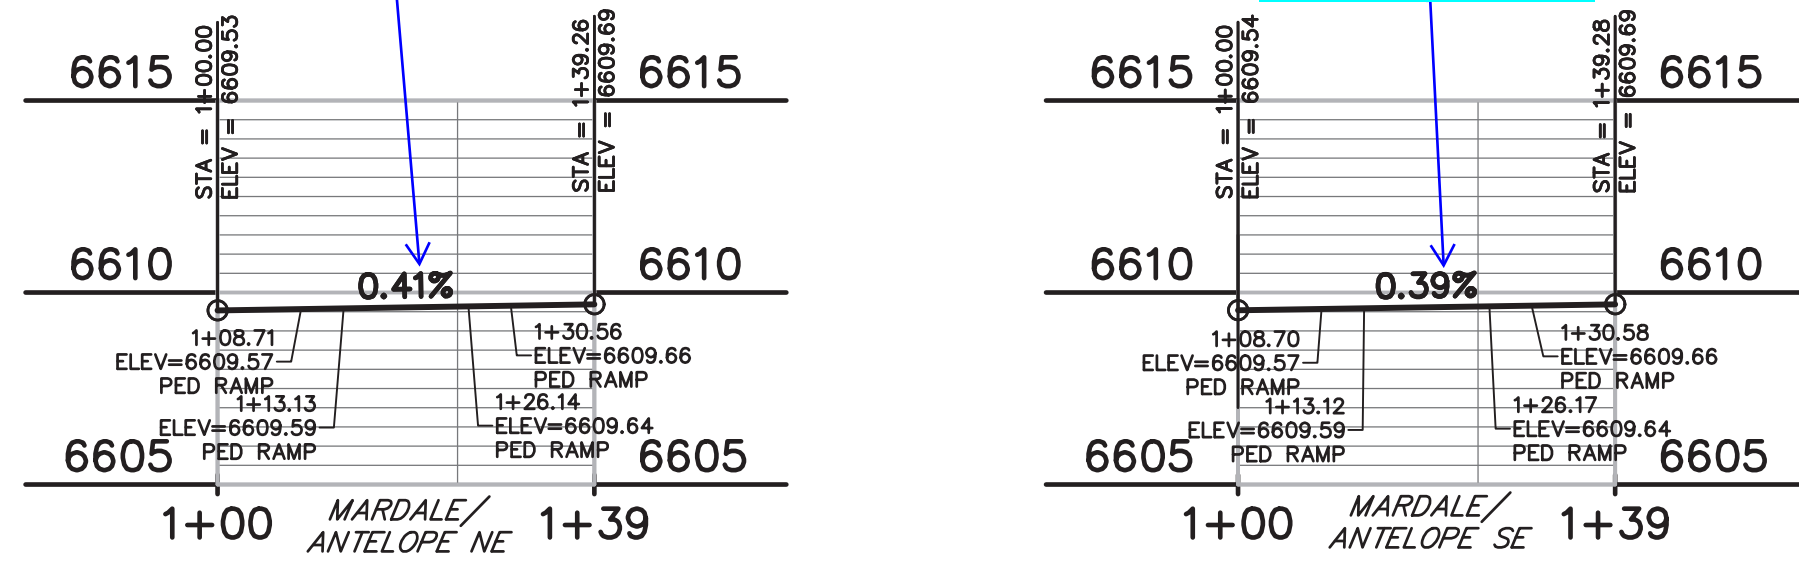 STA = 1+00.00
ELEV = 6609.53
STA = 1+39.26
ELEV = 6609.69
6615
6615
6610
6610
0.41%
1+08.71
ELEV=6609.57
PED RAMP
1+13.13
ELEV=6609.59
PED RAMP
1+30.56
ELEV=6609.66
PED RAMP
1+26.14
ELEV=6609.64
PED RAMP
6605
6605
1+00
MARDALE/
ANTELOPE NE
1+39
STA = 1+00.00
ELEV = 6609.54
STA = 1+39.28
ELEV = 6609.69
6615
6615
6610
6610
0.39%
1+08.70
ELEV=6609.57
PED RAMP
1+13.12
ELEV=6609.59
PED RAMP
1+30.58
ELEV=6609.66
PED RAMP
1+26.17
ELEV=6609.64
PED RAMP
6605
6605
1+00
MARDALE/
ANTELOPE SE
1+39